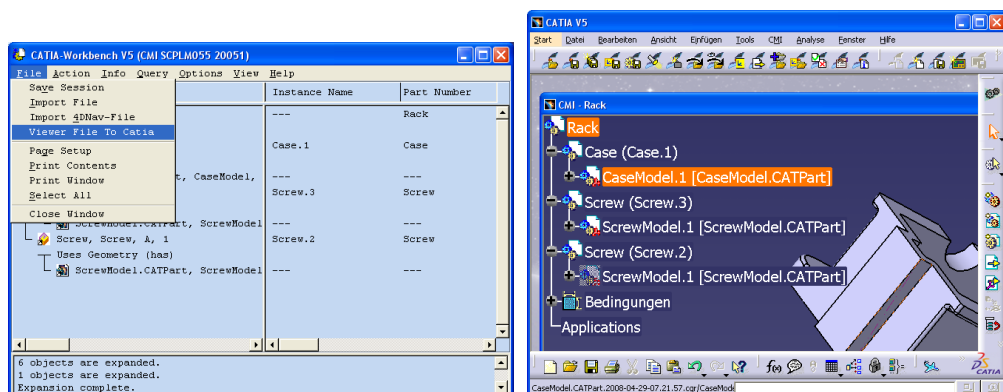 CATIA-Workbench V5 (CMI SCPLM055 20051)
File Action Info Query Options View Help
Save Session
Import File
Import 4DNav-File
Viewer File To Catia
Page Setup
Print Contents
Print Window
Select All
Close Window
Instance Name Part Number
--- Rack
Case.1 Case
t, CaseModel, --- ---
Screw.3 Screw
ScrewModel.CATPart, ScrewModel --- ---
Screw, Screw, A, 1 Screw.2 Screw
Uses Geometry (has)
ScrewModel.CATPart, ScrewModel --- ---
6 objects are expanded.
1 objects are expanded.
Expansion complete.
CATIA V5
Start Datei Bearbeiten Ansicht Einfügen Tools CMI Analyse Fenster Hilfe
CMI - Rack
Rack
Case (Case.1)
CaseModel.1 [CaseModel.CATPart]
Screw (Screw.3)
ScrewModel.1 [ScrewModel.CATPart]
Screw (Screw.2)
ScrewModel.1 [ScrewModel.CATPart]
Bedingungen
Applications
f(x)
CATIA
CaseModel.CATPart.2008-04-29-07.21.57.cgr/CaseMode